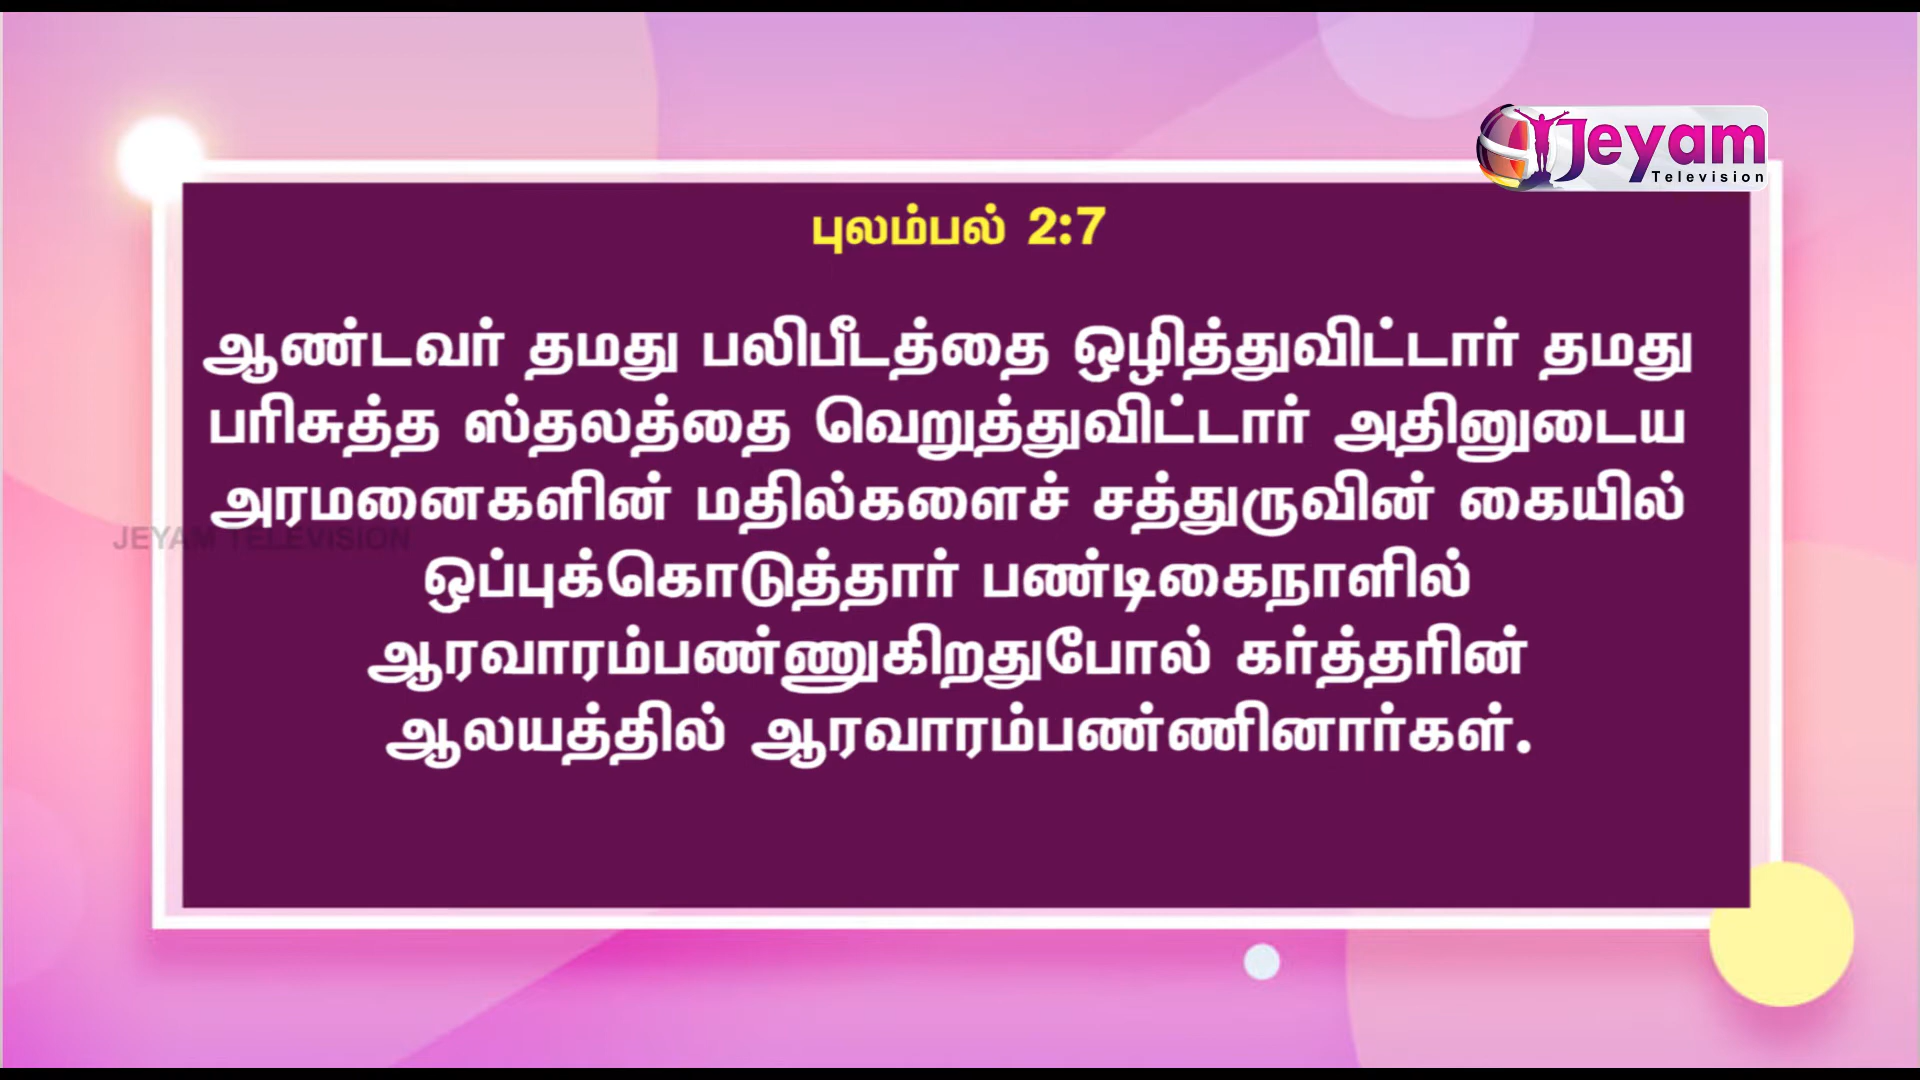 Jeyam
Television
புலம்பல் 2:7
ஆண்டவர் தமது பலிபீடத்தை ஒழித்துவிட்டார் தமது
பரிசுத்த ஸ்தலத்தை வெறுத்துவிட்டார் அதினுடைய
அரமனைகளின் மதில்களைச் சத்துருவின் கையில்
JEYAM TELEVISION
ஒப்புக்கொடுத்தார் பண்டிகைநாளில்
ஆரவாரம்பண்ணுகிறதுபோல் கர்த்தரின்
ஆலயத்தில் ஆரவாரம்பண்ணினார்கள்.